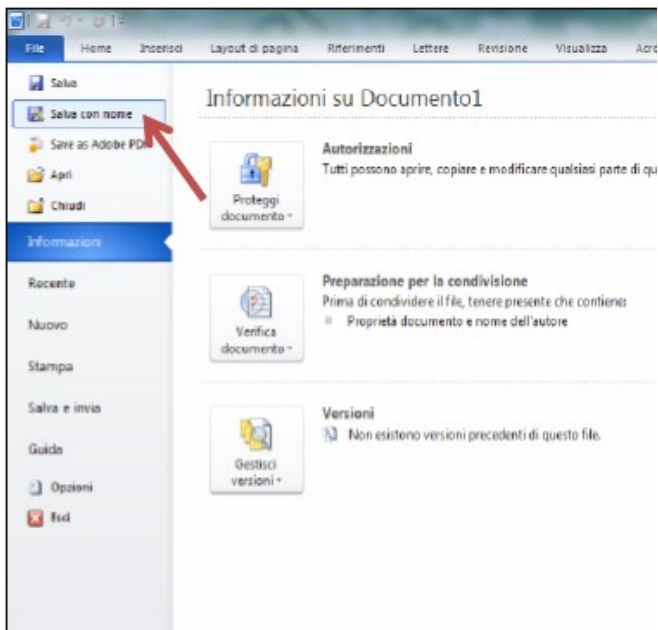 File Home Inserisci Layout di pagina Riferimenti Lettere Revisione Visualizza Acro
Salva
Salva con nome
Save as Adobe PDF
Apri
Chiudi
Informazioni
Recente
Nuovo
Stampa
Salva e invia
Guida
Opzioni
Esci
Informazioni su Documento1
Proteggi
documento
Autorizzazioni
Tutti possono aprire, copiare e modificare qualsiasi parte di qu
Verifica
documento
Preparazione per la condivisione
Prima di condividere il file, tenere presente che contiene:
Proprietà documento e nome dell'autore
Gestisci
versioni
Versioni
Non esistono versioni precedenti di questo file.